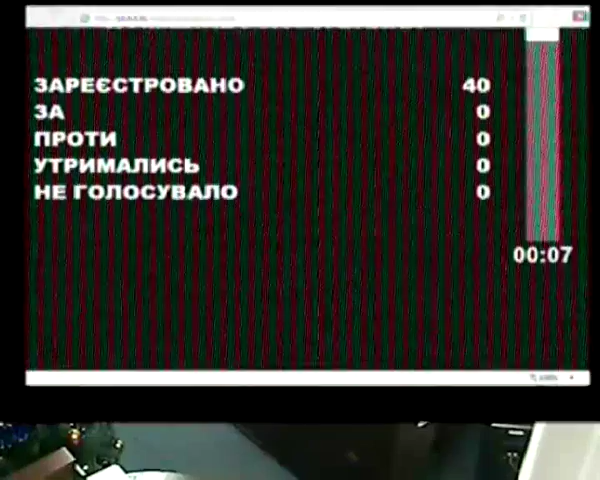 ЗАРЕЄСТРОВАНО 40
ЗА 0
ПРОТИ 0
УТРИМАЛИСЬ 0
НЕ ГОЛОСУВАЛО 0
00:07